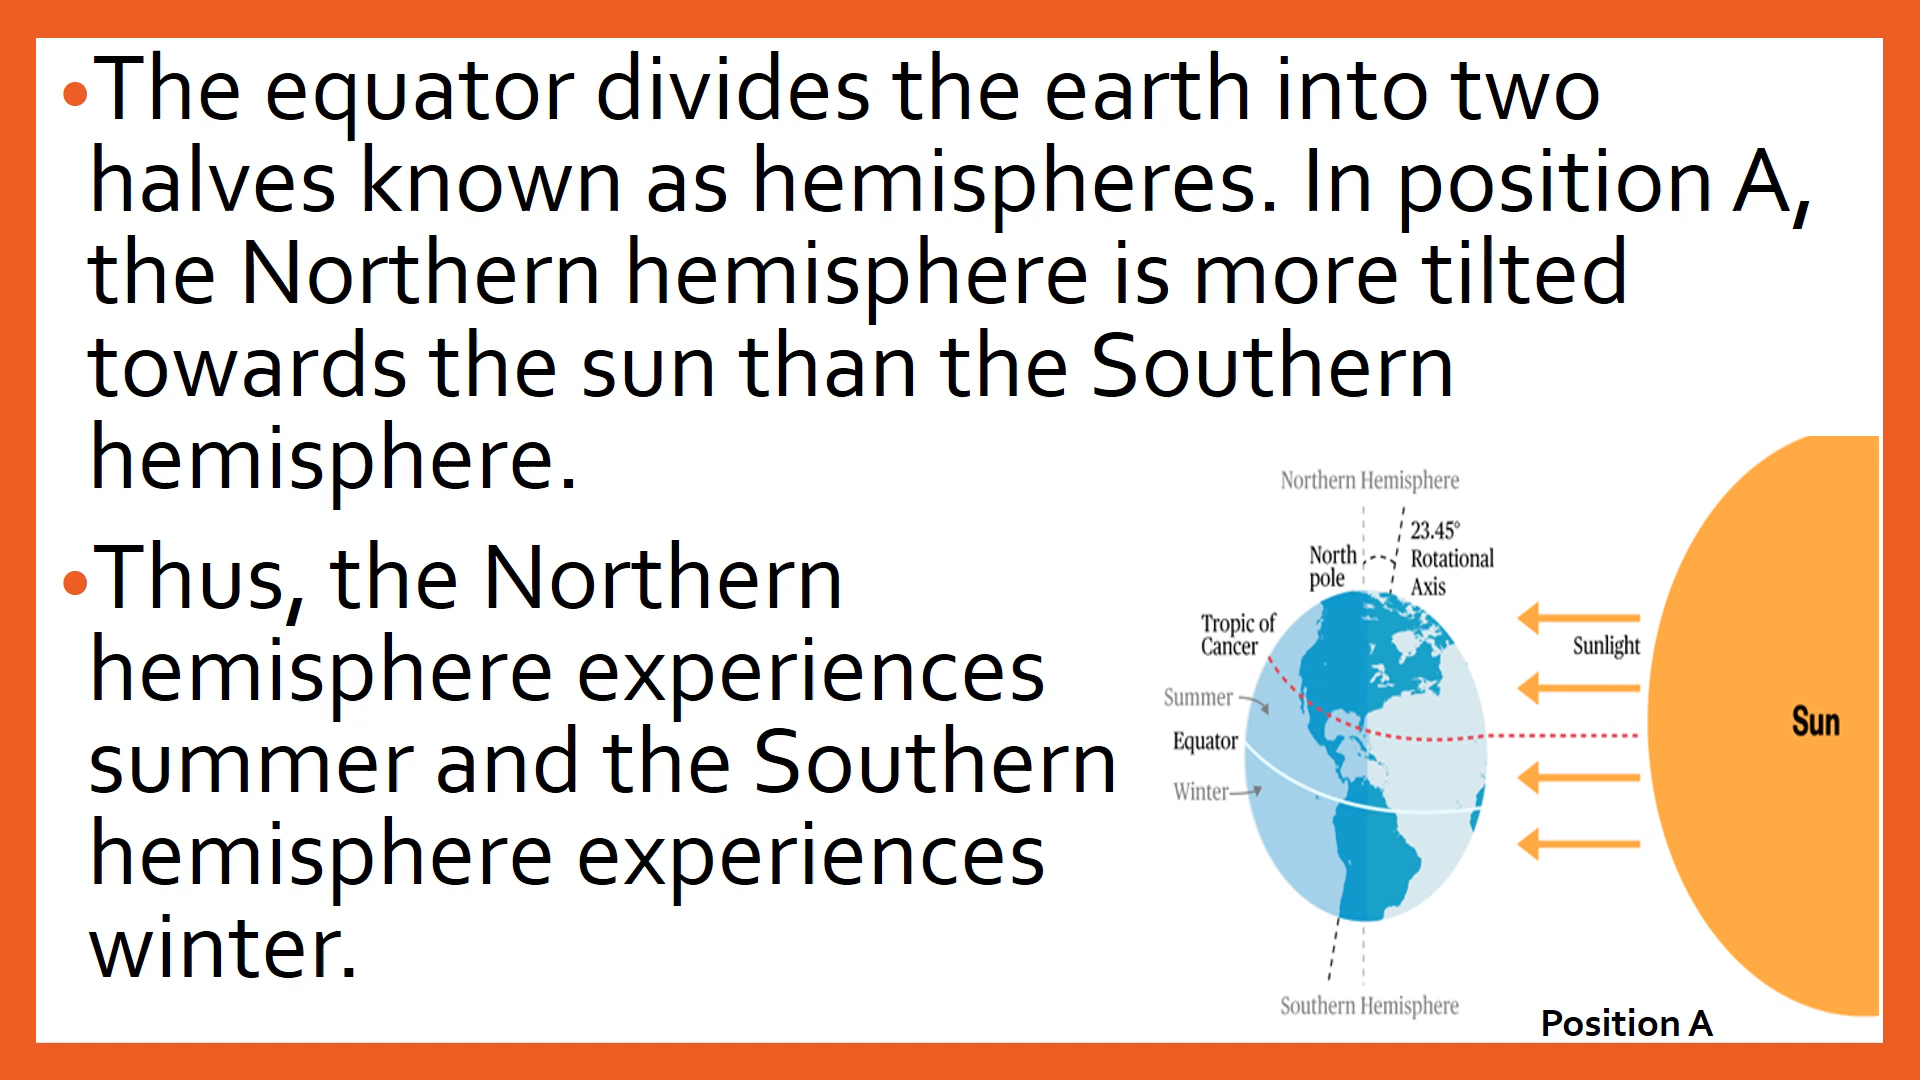 •The equator divides the earth into two
halves known as hemispheres. In position A,
the Northern hemisphere is more tilted
towards the sun than the Southern
hemisphere.
•Thus, the Northern
hemisphere experiences
summer and the Southern
hemisphere experiences
winter.
Northern Hemisphere
23.45°
Rotational
Axis
North
pole
Tropic of
Cancer
Sunlight
Summer
Sun
Equator
Winter
Southern Hemisphere
Position A